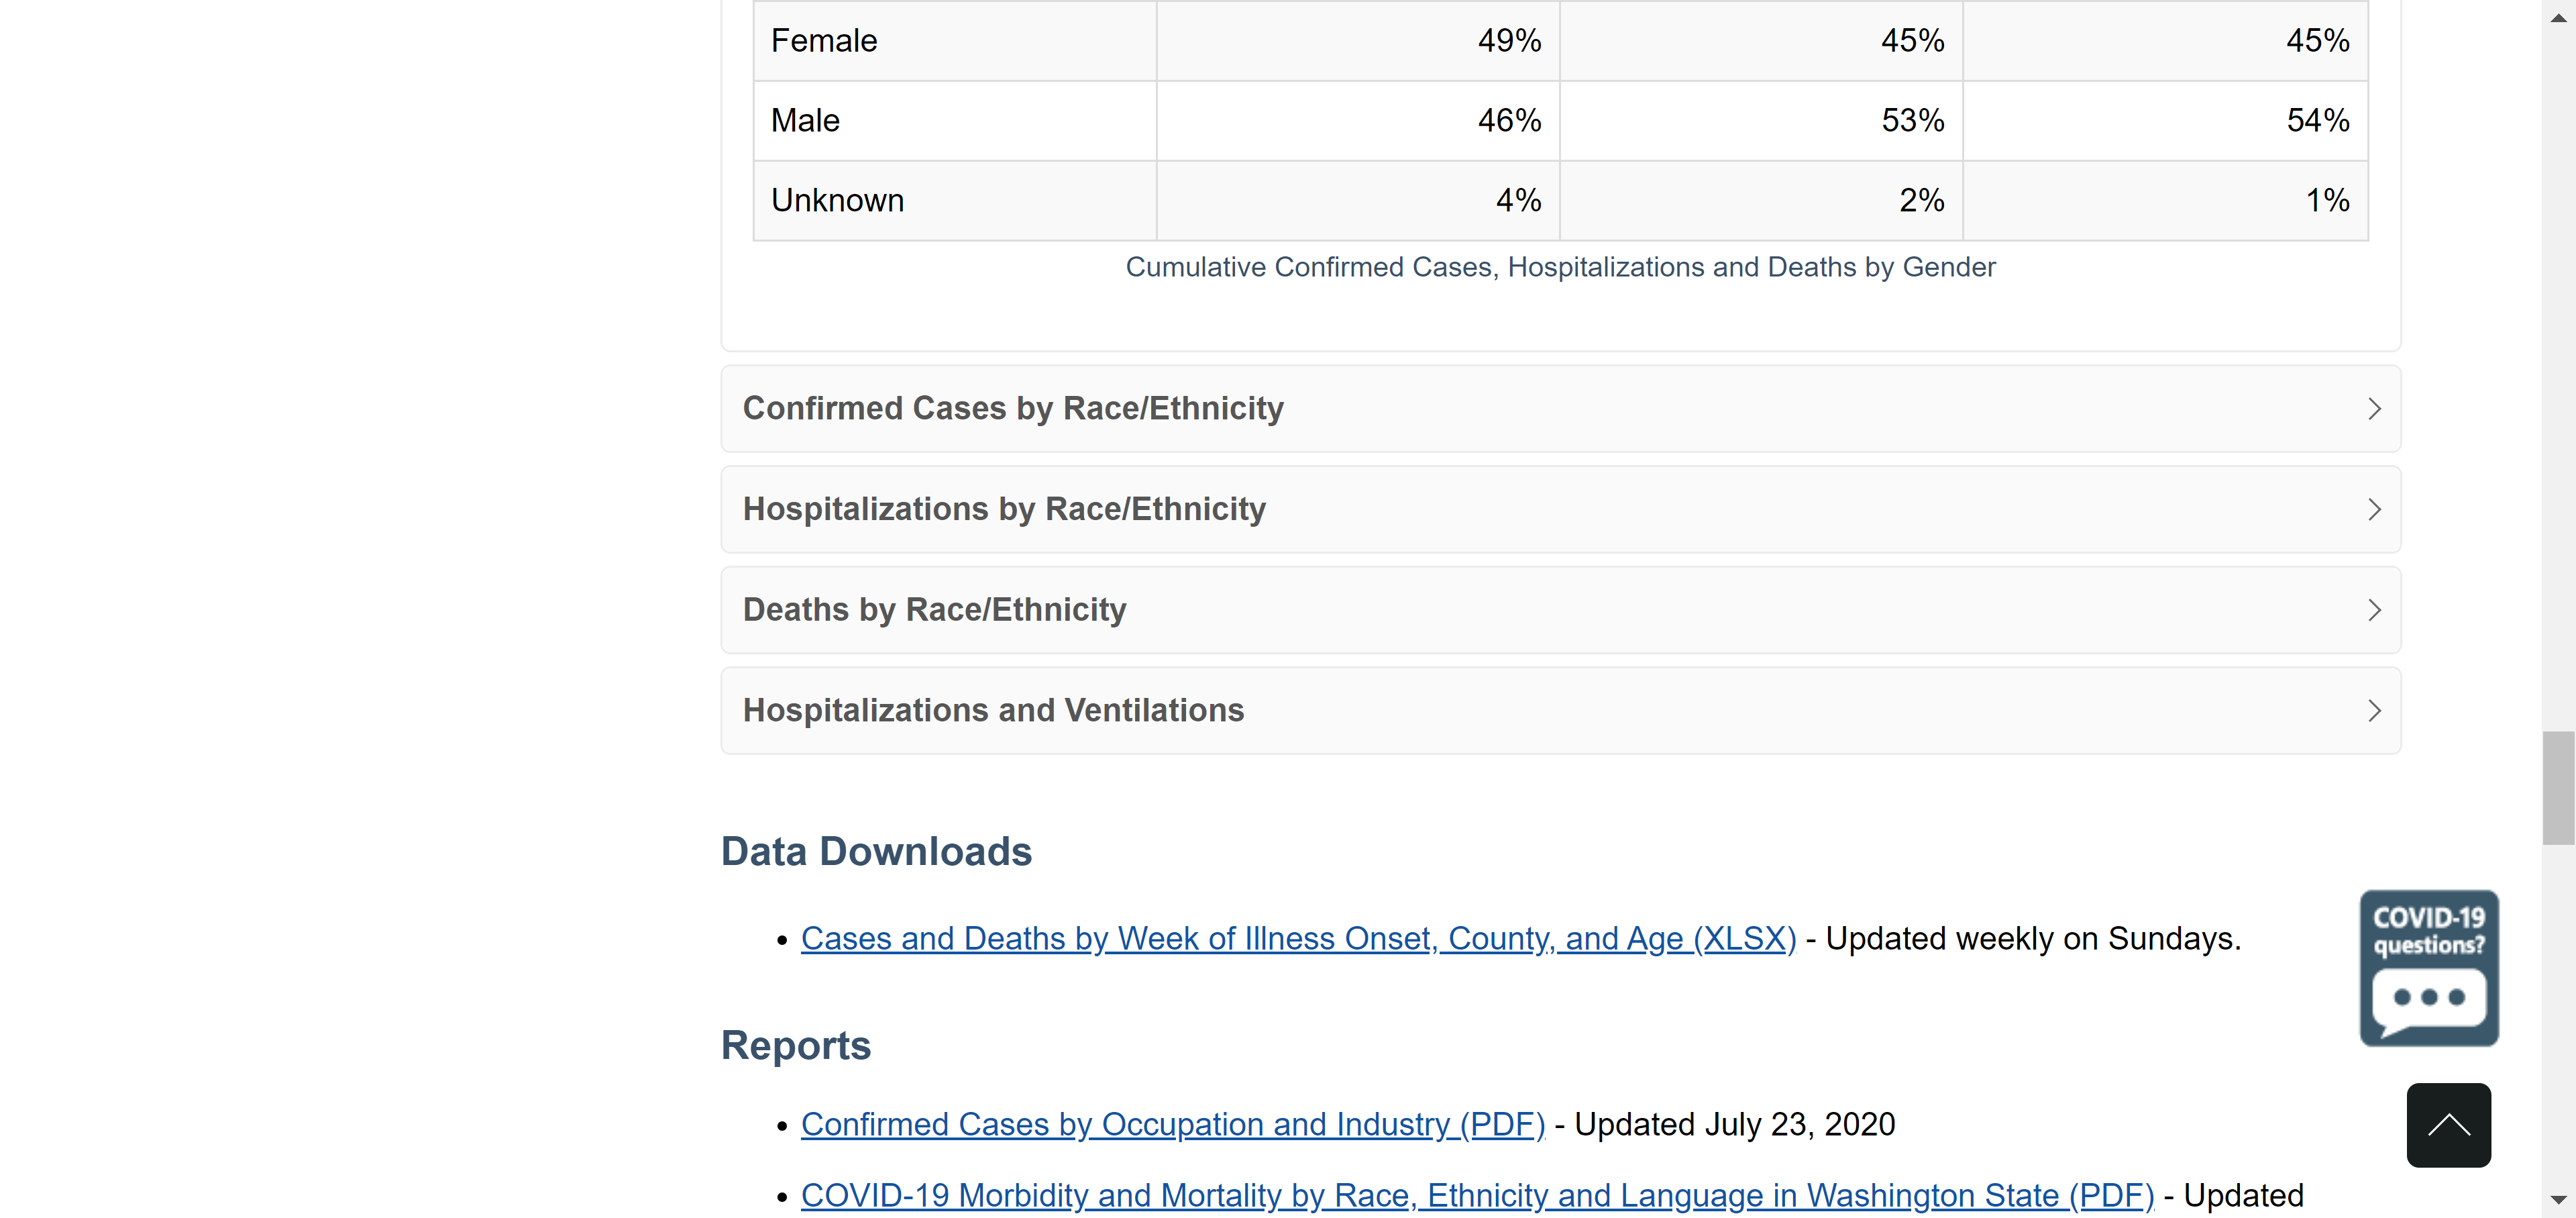 Female 49% 45% 45%
Male 46% 53% 54%
Unknown 4% 2% 1%
Cumulative Confirmed Cases, Hospitalizations and Deaths by Gender
Confirmed Cases by Race/Ethnicity
Hospitalizations by Race/Ethnicity
Deaths by Race/Ethnicity
Hospitalizations and Ventilations
Data Downloads
• Cases and Deaths by Week of Illness Onset, County, and Age (XLSX) - Updated weekly on Sundays.
COVID-19
questions?
Reports
• Confirmed Cases by Occupation and Industry (PDF) - Updated July 23, 2020
• COVID-19 Morbidity and Mortality by Race, Ethnicity and Language in Washington State (PDF) - Updated